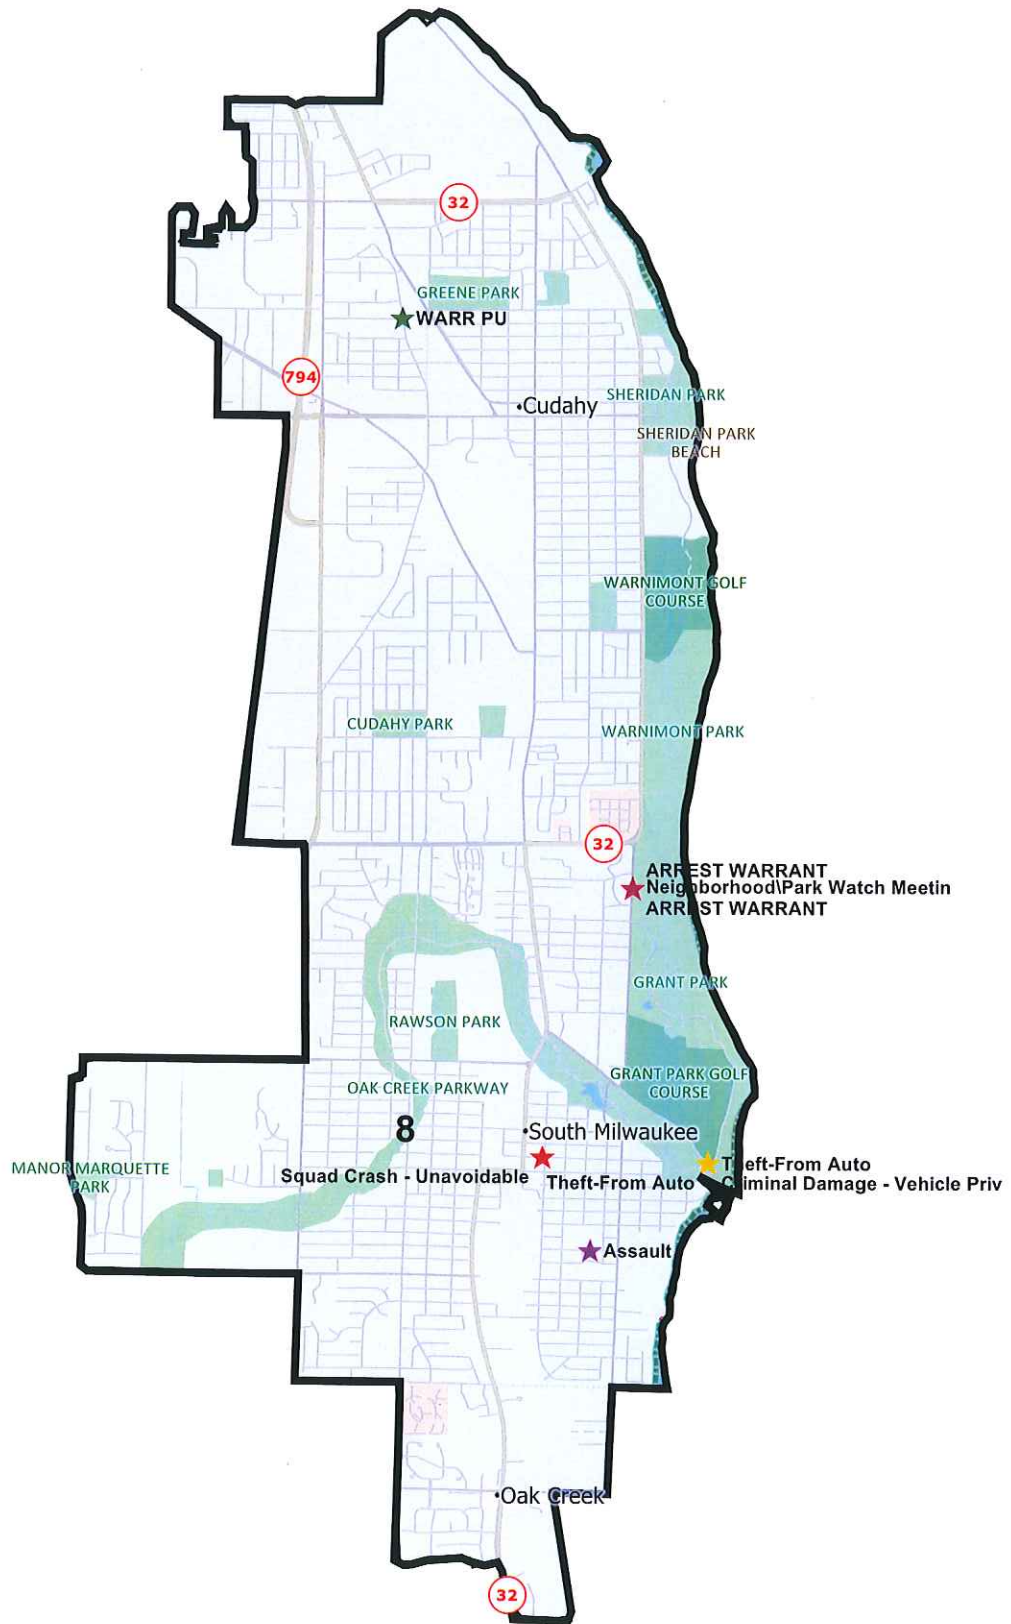 32
GREENE PARK
WARR PU
794
Cudahy
SHERIDAN PARK
SHERIDAN PARK
BEACH
WARNIMONT GOLF
COURSE
CUDAHY PARK
WARNIMONT PARK
32
ARREST WARRANT
Neighborhood\Park Watch Meetin
ARREST WARRANT
GRANT PARK
RAWSON PARK
GRANT PARK GOLF
COURSE
OAK CREEK PARKWAY
8
South Milwaukee
MANOR MARQUETTE
PARK
Squad Crash - Unavoidable
Theft-From Auto
Theft-From Auto
Criminal Damage - Vehicle Priv
Assault
Oak Creek
32